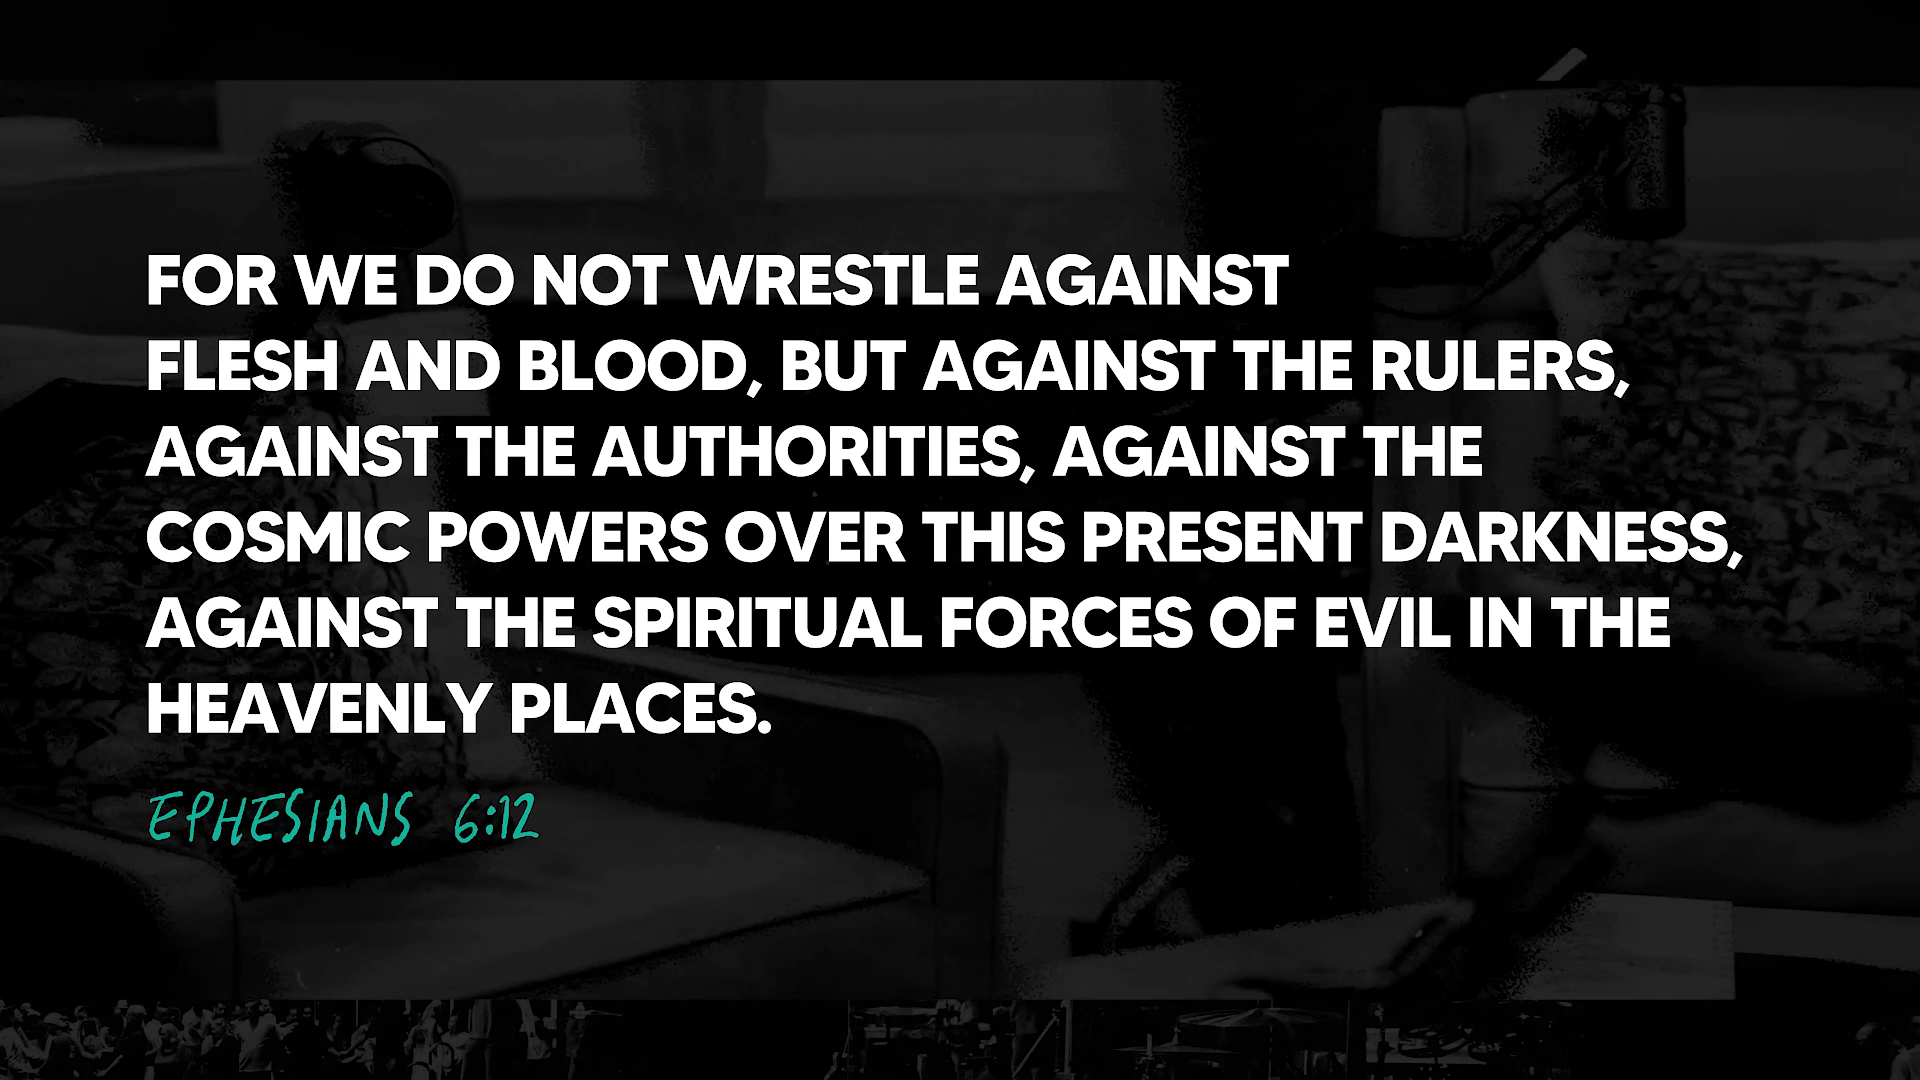 FOR WE DO NOT WRESTLE AGAINST
FLESH AND BLOOD, BUT AGAINST THE RULERS,
AGAINST THE AUTHORITIES, AGAINST THE
COSMIC POWERS OVER THIS PRESENT DARKNESS,
AGAINST THE SPIRITUAL FORCES OF EVIL IN THE
HEAVENLY PLACES.
EPHESIANS 6:12